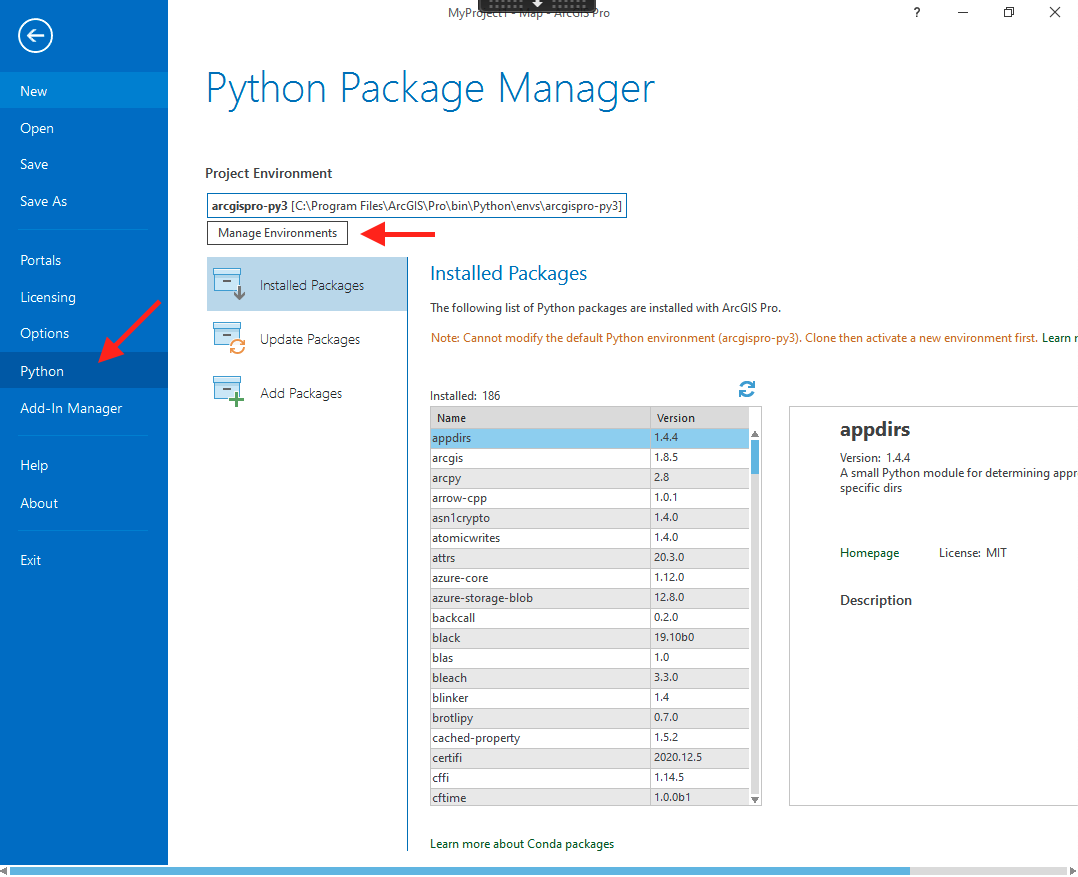 MyProject1 - Map - ArcGIS Pro
?
New
Open
Save
Save As
Portals
Licensing
Options
Python
Add-In Manager
Help
About
Exit
Python Package Manager
Project Environment
arcgispro-py3 [C:\Program Files\ArcGIS\Pro\bin\Python\envs\arcgispro-py3]
Manage Environments
Installed Packages
Update Packages
Add Packages
Installed Packages
The following list of Python packages are installed with ArcGIS Pro.
Note: Cannot modify the default Python environment (arcgispro-py3). Clone then activate a new environment first. Learn
Installed: 186
Name Version
appdirs 1.4.4
arcgis 1.8.5
arcpy 2.8
arrow-cpp 1.0.1
asn1crypto 1.4.0
atomicwrites 1.4.0
attrs 20.3.0
azure-core 1.12.0
azure-storage-blob 12.8.0
backcall 0.2.0
black 19.10b0
blas 1.0
bleach 3.3.0
blinker 1.4
brotlipy 0.7.0
cached-property 1.5.2
certifi 2020.12.5
cffi 1.14.5
cftime 1.0.0b1
Learn more about Conda packages
appdirs
Version: 1.4.4
A small Python module for determining
specific dirs
Homepage License: MIT
Description